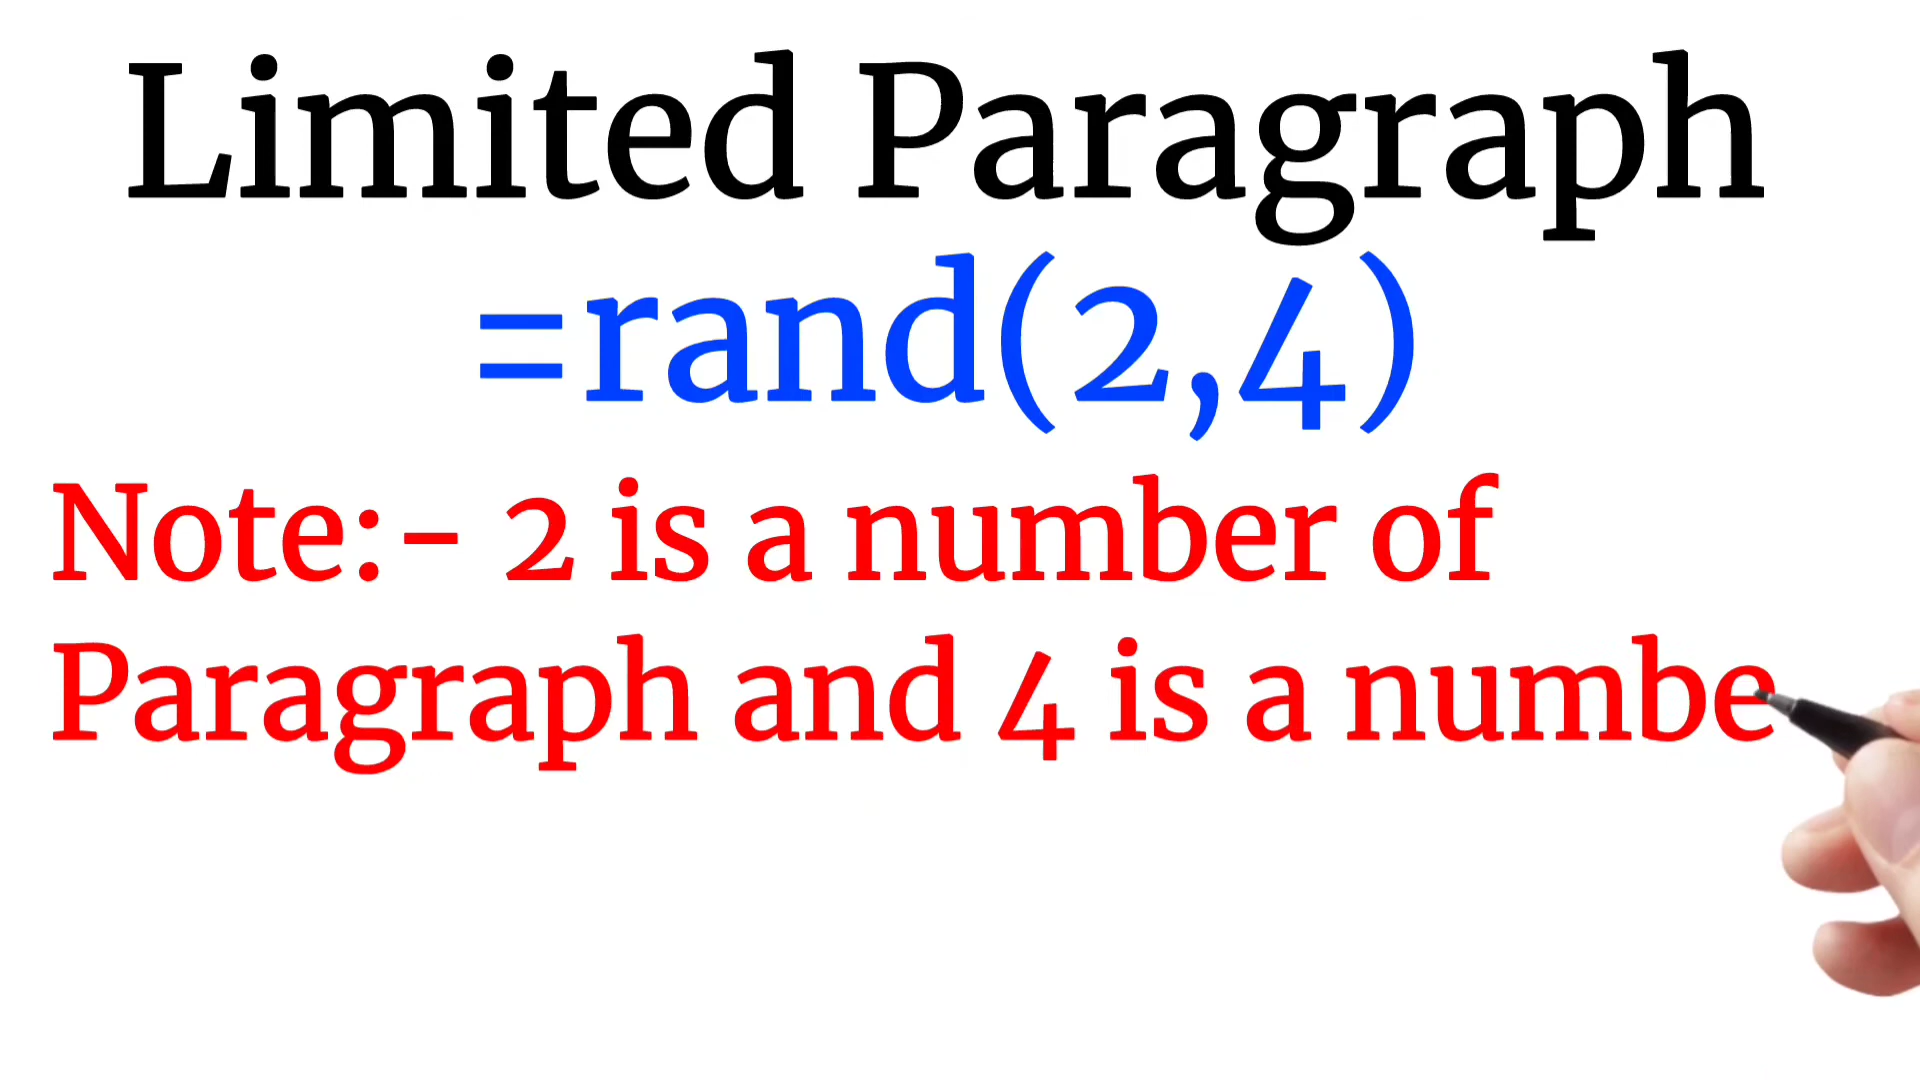 Limited Paragraph
=rand(2,4)
Note:- 2 is a number of
Paragraph and 4 is a numbe